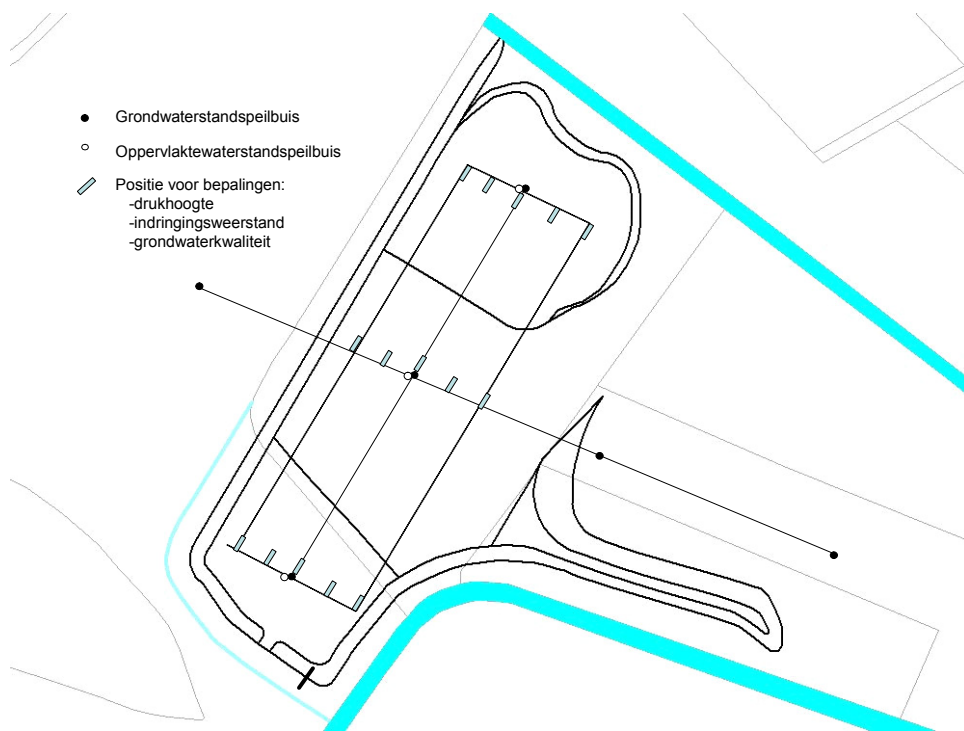 Grondwaterstandspeilbuis
Oppervlaktewaterstandspeilbuis
Positie voor bepalingen:
-drukhoogte
-indringingsweerstand
-grondwaterkwaliteit